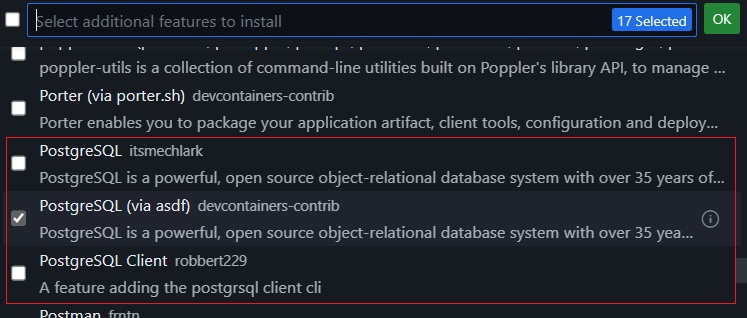 Select additional features to install
17 Selected
OK
poppler-utils is a collection of command-line utilities built on Poppler's library API, to manage ...
Porter (via porter.sh) devcontainers-contrib
Porter enables you to package your application artifact, client tools, configuration and deploy...
PostgreSQL itsmechlark
PostgreSQL is a powerful, open source object-relational database system with over 35 years of...
PostgreSQL (via asdf) devcontainers-contrib
PostgreSQL is a powerful, open source object-relational database system with over 35 yea...
PostgreSQL Client robbert229
A feature adding the postgrsql client cli
Postman frntn